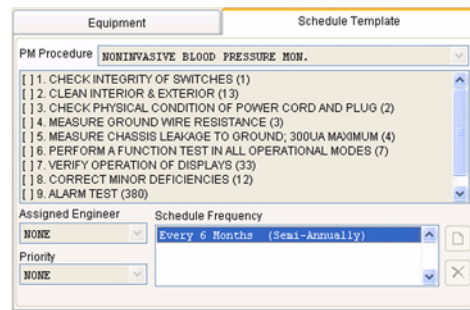 Equipment
Schedule Template
PM Procedure NONINVASIVE BLOOD PRESSURE MON.
[ ] 1. CHECK INTEGRITY OF SWITCHES (1)
[ ] 2. CLEAN INTERIOR & EXTERIOR (13)
[ ] 3. CHECK PHYSICAL CONDITION OF POWER CORD AND PLUG (2)
[ ] 4. MEASURE GROUND WIRE RESISTANCE (3)
[ ] 5. MEASURE CHASSIS LEAKAGE TO GROUND; 300UA MAXIMUM (4)
[ ] 6. PERFORM A FUNCTION TEST IN ALL OPERATIONAL MODES (7)
[ ] 7. VERIFY OPERATION OF DISPLAYS (33)
[ ] 8. CORRECT MINOR DEFICIENCIES (12)
[ ] 9. ALARM TEST (380)
Assigned Engineer
NONE
Priority
NONE
Schedule Frequency
Every 6 Months (Semi-Annually)